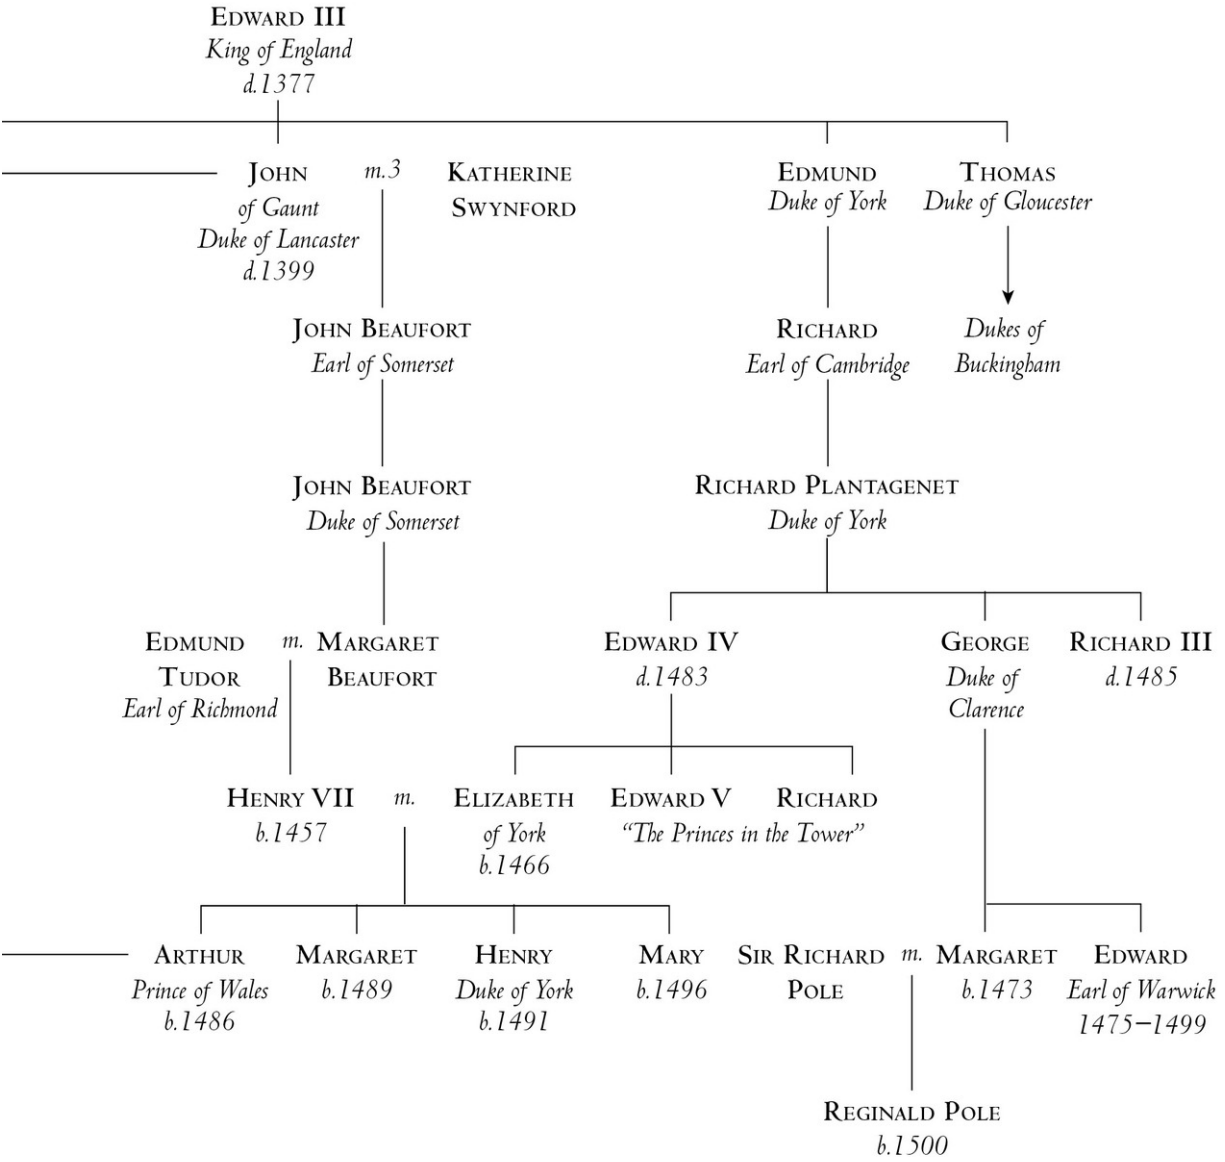 EDWARD III
King of England
d.1377
JOHN m.3 KATHERINE EDMUND THOMAS
of Gaunt SWYNFORD Duke of York Duke of Gloucester
Duke of Lancaster
d.1399
JOHN BEAUFORT RICHARD Dukes of
Earl of Somerset Earl of Cambridge Buckingham
JOHN BEAUFORT RICHARD PLANTAGENET
Duke of Somerset Duke of York
EDMUND m. MARGARET EDWARD IV GEORGE RICHARD III
TUDOR BEAUFORT d.1483 Duke of d.1485
Earl of Richmond Clarence
HENRY VII m. ELIZABETH EDWARD V RICHARD
b.1457 of York “The Princes in the Tower”
b.1466
ARTHUR MARGARET HENRY MARY SIR RICHARD m. MARGARET EDWARD
Prince of Wales b.1489 Duke of York b.1496 POLE b.1473 Earl of Warwick
b.1486 b.1491 1475–1499
REGINALD POLE
b.1500